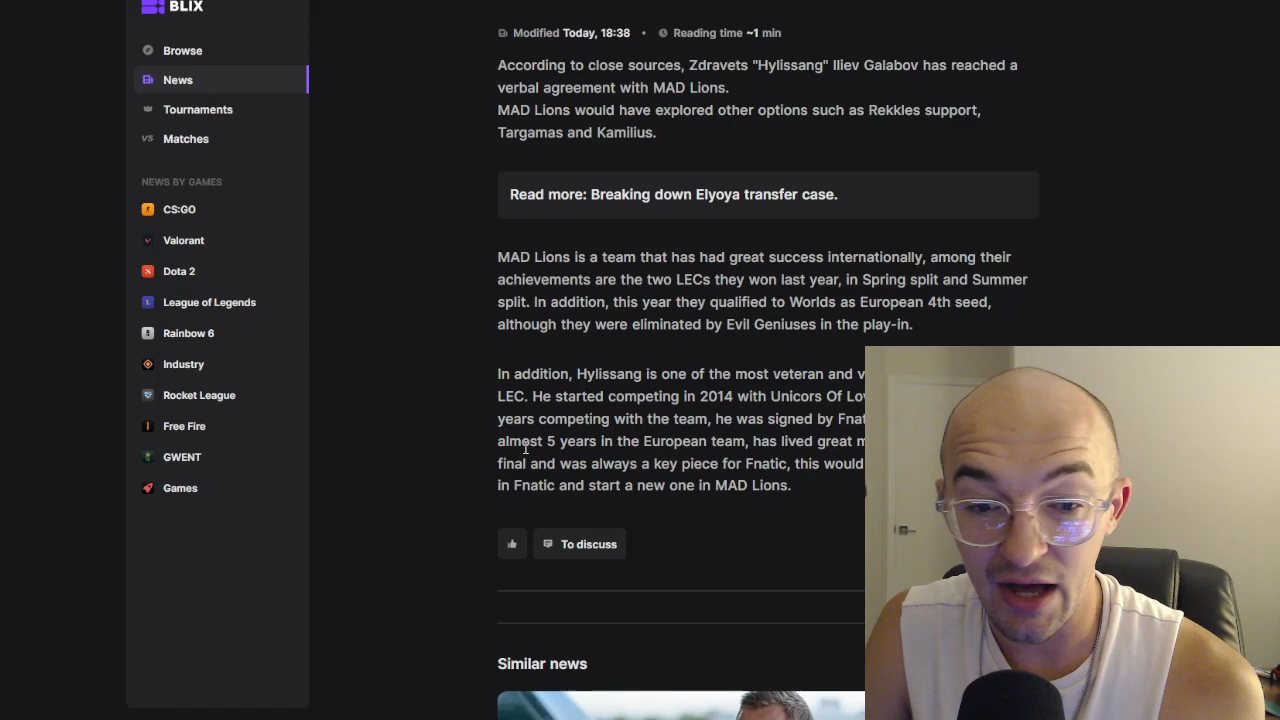 BLIX
Browse
News
Tournaments
VS Matches
NEWS BY GAMES
CS:GO
Valorant
Dota 2
League of Legends
Rainbow 6
Industry
Rocket League
Free Fire
GWENT
Games
Modified Today, 18:38 • Reading time ~1 min
According to close sources, Zdravets "Hylissang" Iliev Galabov has reached a
verbal agreement with MAD Lions.
MAD Lions would have explored other options such as Rekkles support,
Targamas and Kamilius.
Read more: Breaking down Elyoya transfer case.
MAD Lions is a team that has had great success internationally, among their
achievements are the two LECs they won last year, in Spring split and Summer
split. In addition, this year they qualified to Worlds as European 4th seed,
although they were eliminated by Evil Geniuses in the play-in.
In addition, Hylissang is one of the most veteran and
LEC. He started competing in 2014 with Unicors Of
years competing with the team, he was signed by
almost 5 years in the European team, has lived great
final and was always a key piece for Fnatic, this would
in Fnatic and start a new one in MAD Lions.
To discuss
Similar news